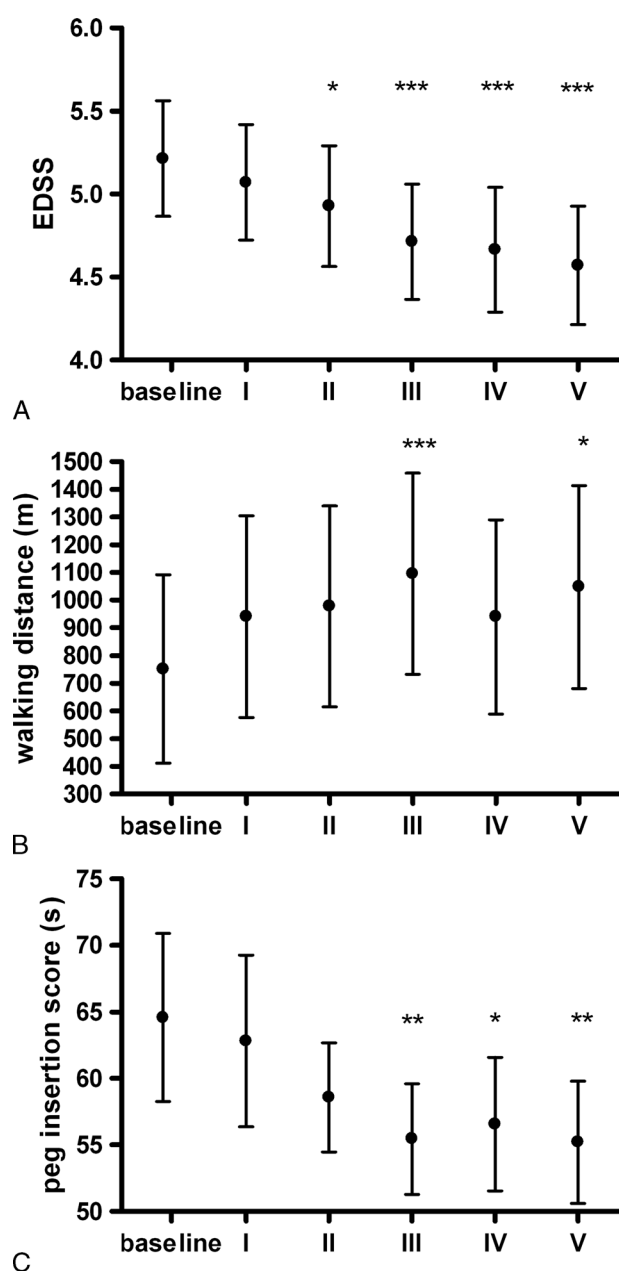 6.0
* *** *** ***
5.5
5.0
4.5
4.0
EDSS
baseline I II III IV V
A
*** *
1500
1400
1300
1200
1100
1000
900
800
700
600
500
400
300
walking distance (m)
baseline I II III IV V
B
75
70
65
60
55
50
** * **
peg insertion score (s)
baseline I II III IV V
C